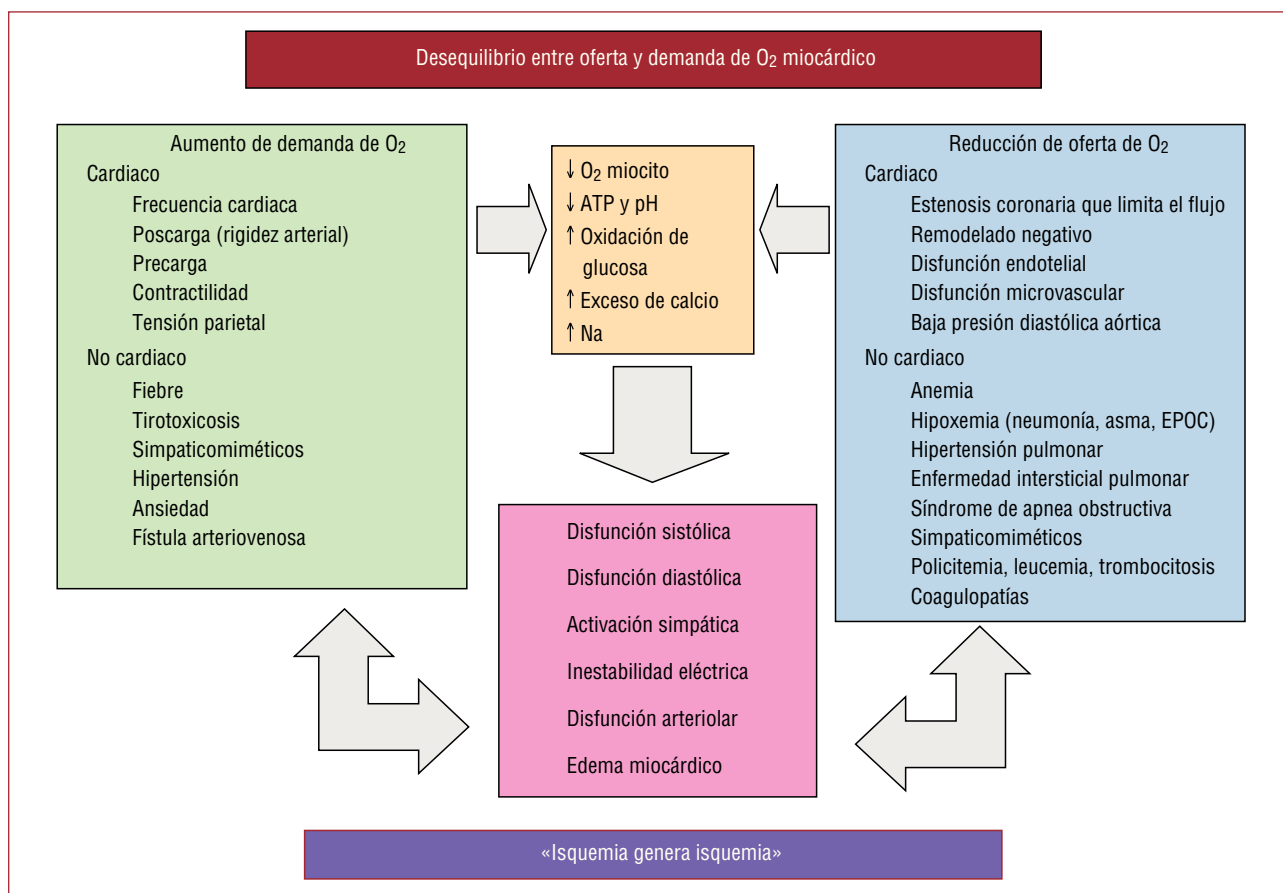 Desequilibrio entre oferta y demanda de O₂ miocárdico
Aumento de demanda de O₂
Cardiaco
Frecuencia cardiaca
Poscarga (rigidez arterial)
Precarga
Contractilidad
Tensión parietal
No cardiaco
Fiebre
Tirotoxicosis
Simpaticomiméticos
Hipertensión
Ansiedad
Fístula arteriovenosa
↓ O₂ miocito
↓ ATP y pH
↑ Oxidación de
glucosa
↑ Exceso de calcio
↑ Na
Reducción de oferta de O₂
Cardiaco
Estenosis coronaria que limita el flujo
Remodelado negativo
Disfunción endotelial
Disfunción microvascular
Baja presión diastólica aórtica
No cardiaco
Anemia
Hipoxemia (neumonía, asma, EPOC)
Hipertensión pulmonar
Enfermedad intersticial pulmonar
Síndrome de apnea obstructiva
Simpaticomiméticos
Policitemia, leucemia, trombocitosis
Coagulopatías
Disfunción sistólica
Disfunción diastólica
Activación simpática
Inestabilidad eléctrica
Disfunción arteriolar
Edema miocárdico
«Isquemia genera isquemia»